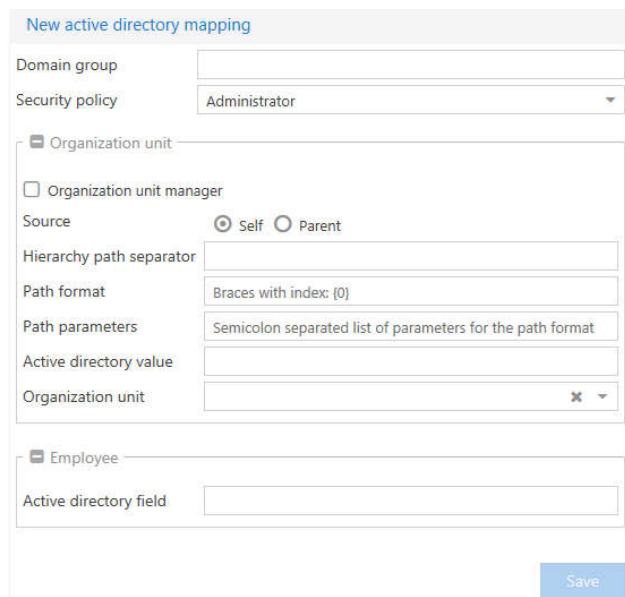 New active directory mapping
Domain group
Security policy Administrator
Organization unit
Organization unit manager
Source Self Parent
Hierarchy path separator
Path format Braces with index: {0}
Path parameters Semicolon separated list of parameters for the path format
Active directory value
Organization unit
Employee
Active directory field
Save